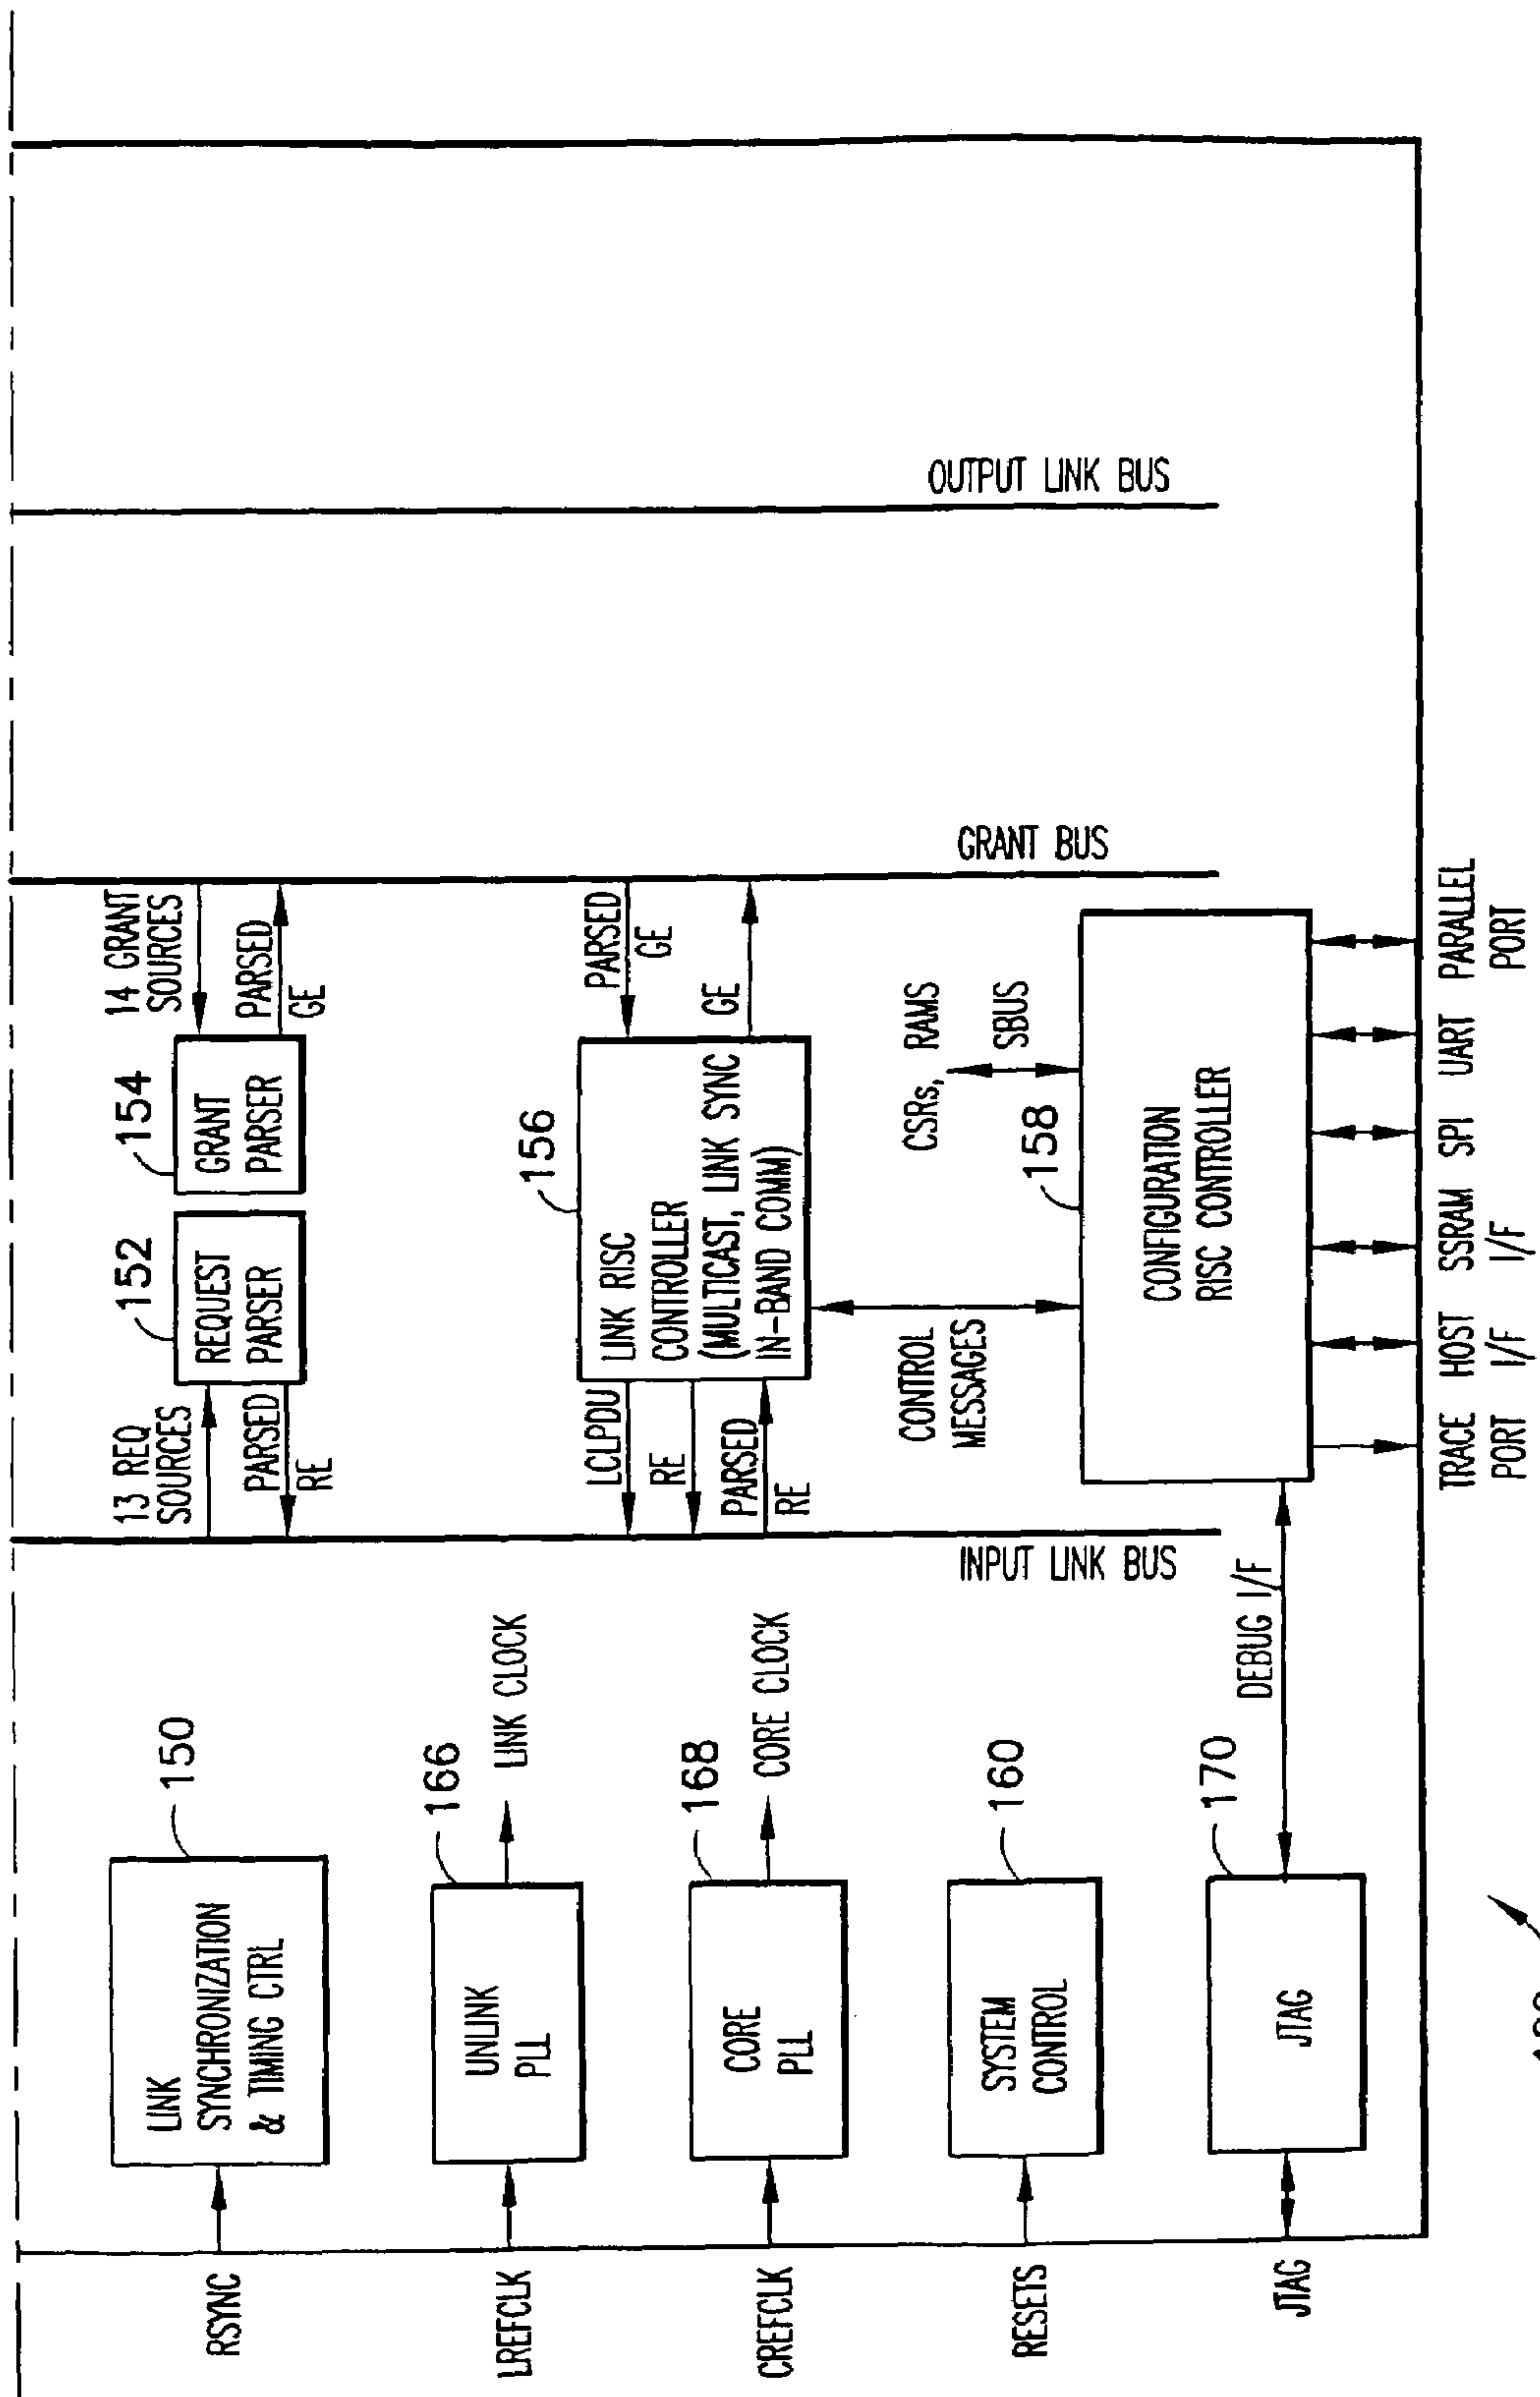 RSYNC
LINK
SYNCHRONIZATION
& TIMING CTRL
150
13 REQ
SOURCES
PARSED
RE
REQUEST
PARSER
152
GRANT
PARSER
154
14 GRANT
SOURCES
PARSED
GE
LREFCLK
UNLINK
PLL
166
LINK CLOCK
CREFCLK
CORE
PLL
168
CORE CLOCK
LCLPDU
RE
PARSED
RE
LINK RISC
CONTROLLER
(MULTICAST, LINK SYNC
IN-BAND COMM)
156
PARSED
GE
GE
RESETS
SYSTEM
CONTROL
160
INPUT LINK BUS
CONTROL
MESSAGES
CSRs, RAMS
SBUS
GRANT BUS
OUTPUT LINK BUS
JTAG
JTAG
170
DEBUG I/F
CONFIGURATION
RISC CONTROLLER
158
TRACE
PORT
HOST
I/F
SSRAM
I/F
SPI
UART
PARALLEL
PORT